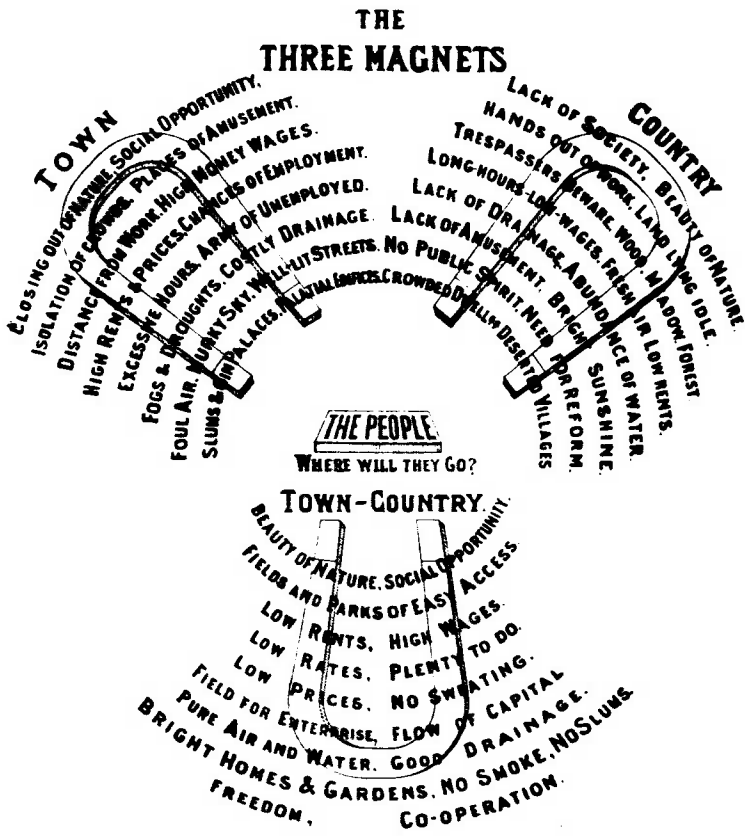 THE
THREE MAGNETS
TOWN
CLOSING OUT OF NATURE. SOCIAL OPPORTUNITY.
ISOLATION OF CROWDS. PLACES OF AMUSEMENT.
DISTANCE FROM WORK. HIGH MONEY WAGES.
HIGH RENTS & PRICES. CHANCES OF EMPLOYMENT.
EXCESSIVE HOURS. ARMY OF UNEMPLOYED.
FOGS & DROUGHTS. COSTLY DRAINAGE.
FOUL AIR. MURKY SKY. WELL-LIT STREETS.
SLUMS & GIN PALACES. PALATIAL EDIFICES.
COUNTRY
LACK OF SOCIETY. BEAUTY OF NATURE.
HANDS OUT OF WORK. LAND LYING IDLE.
TRESPASSERS BEWARE. WOOD, MEADOW, FOREST
LONG-HOURS-LOW-WAGES. FRESH AIR LOW RENTS.
LACK OF DRAINAGE. ABUNDANCE OF WATER.
LACK OF AMUSEMENT. BRIGHT SUNSHINE.
NO PUBLIC SPIRIT. NEED FOR REFORM.
CROWDED DWELLINGS DESERTED VILLAGES
THE PEOPLE
WHERE WILL THEY GO?
TOWN-COUNTRY.
BEAUTY OF NATURE. SOCIAL OPPORTUNITY.
FIELDS AND PARKS OF EASY ACCESS.
LOW RENTS, HIGH WAGES.
LOW RATES, PLENTY TO DO.
LOW PRICES, NO SWEATING.
FIELD FOR ENTERPRISE, FLOW OF CAPITAL
PURE AIR AND WATER. GOOD DRAINAGE.
BRIGHT HOMES & GARDENS, NO SMOKE, NO SLUMS.
FREEDOM, CO-OPERATION.